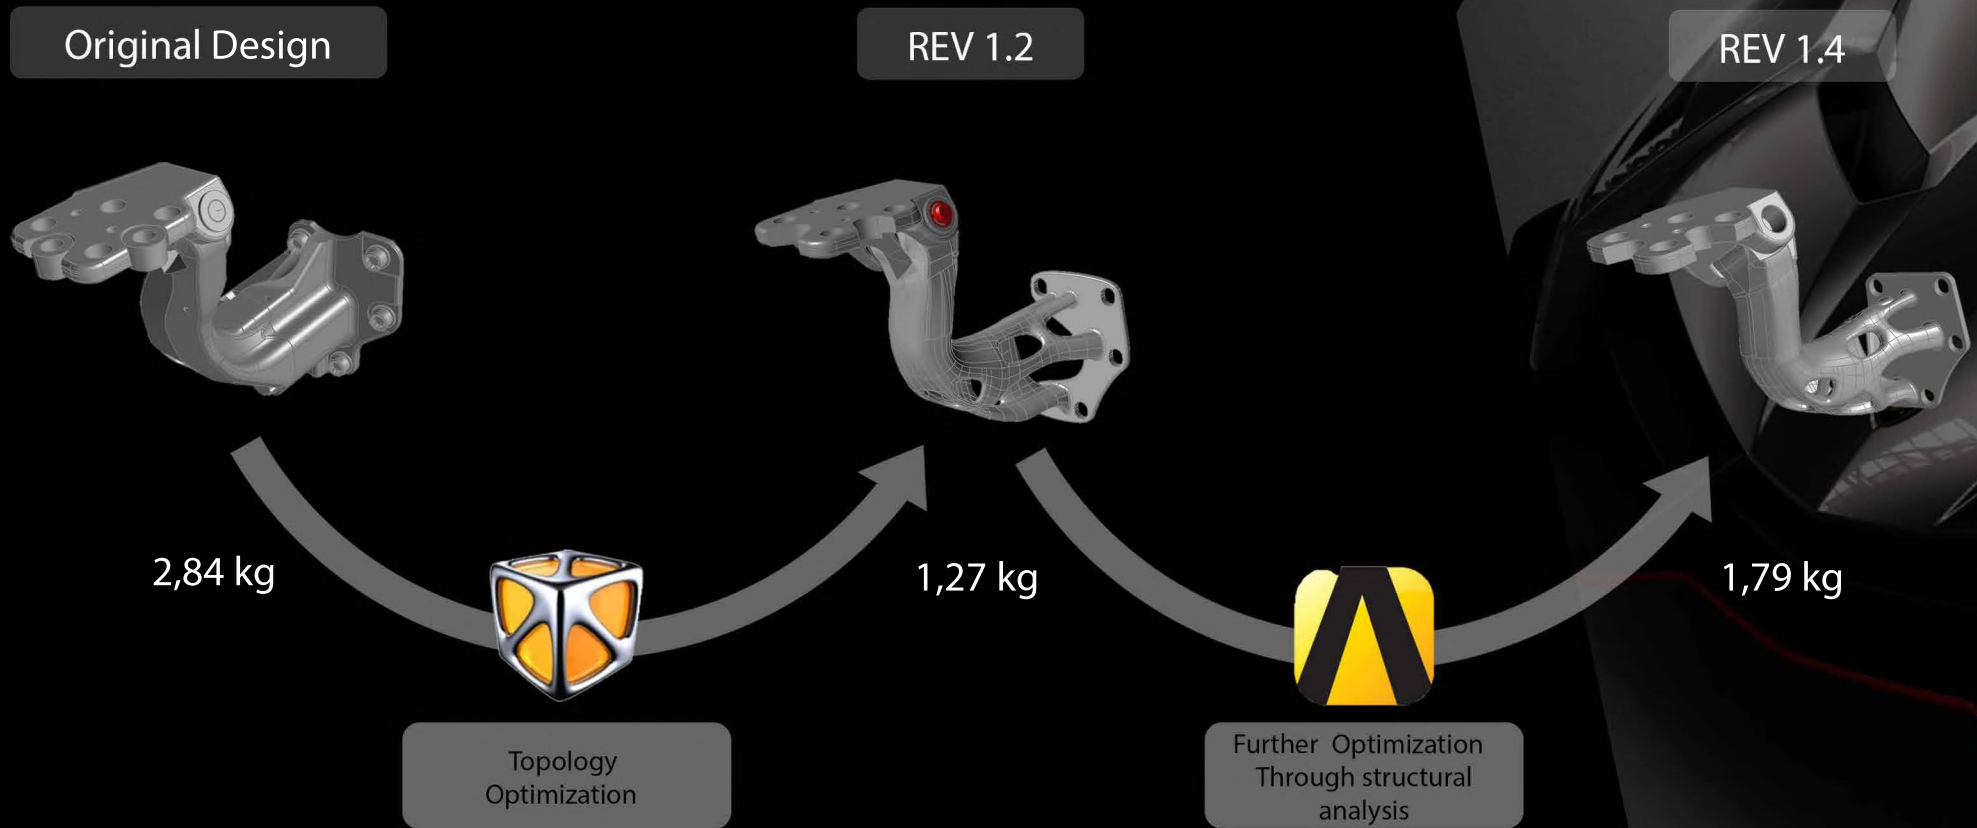 Original Design
REV 1.2
REV 1.4
2,84 kg
1,27 kg
1,79 kg
Topology
Optimization
Further Optimization
Through structural
analysis